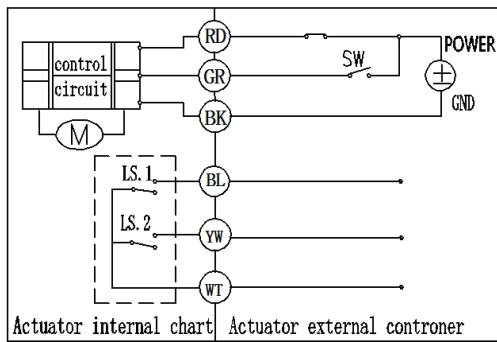 RD
POWER
control
circuit
GR
SW
±
GND
M
BK
LS.1
BL
LS.2
YW
WT
Actuator internal chart
Actuator external controner